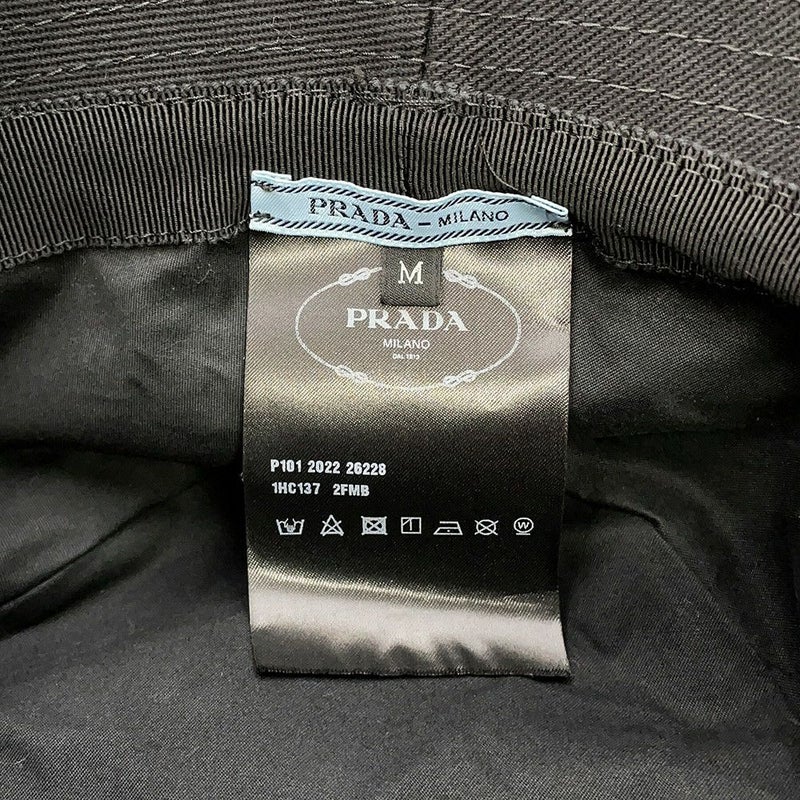 PRADA - MILANO
M
PRADA
MILANO
DAL 1913
P101 2022 26228
1HC137 2FMB
W